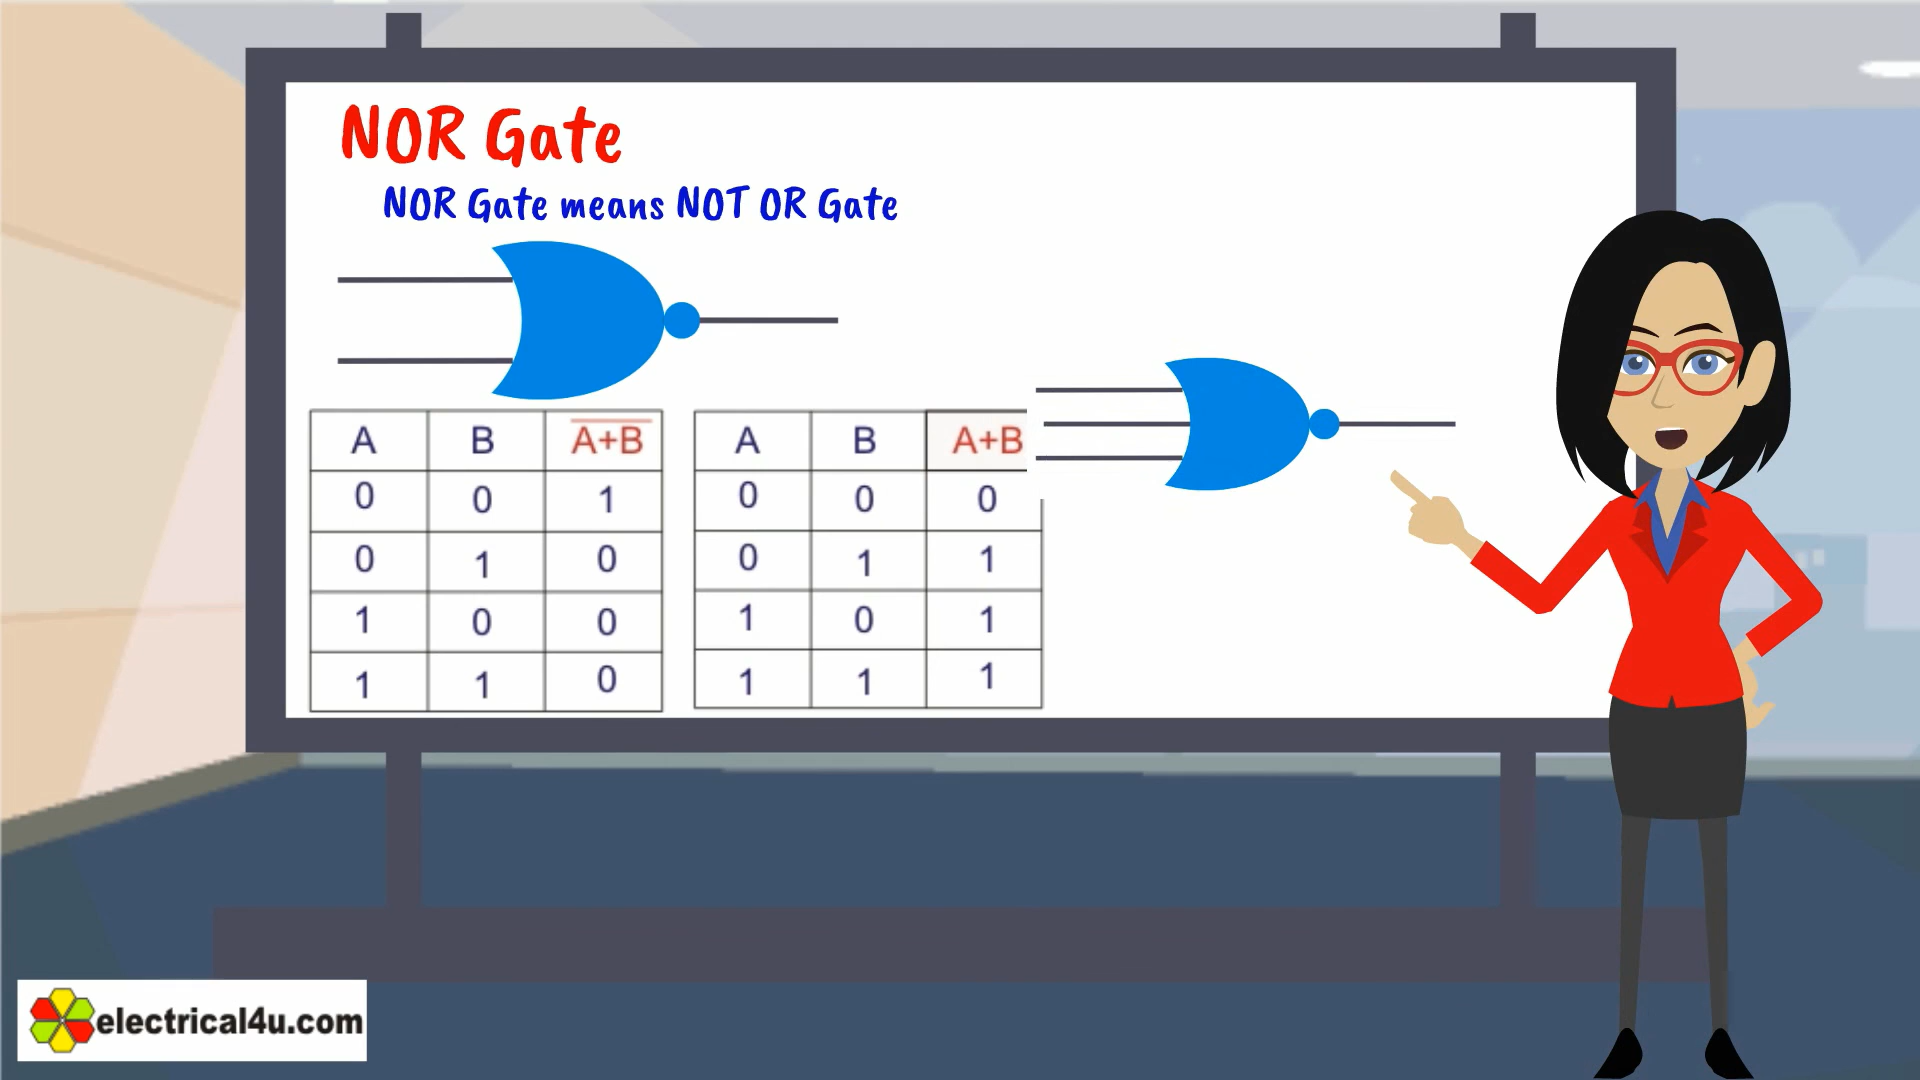 NOR Gate
NOR Gate means NOT OR Gate
A B A+B
0 0 1
0 1 0
1 0 0
1 1 0
A B A+B
0 0 0
0 1 1
1 0 1
1 1 1
electrical4u.com